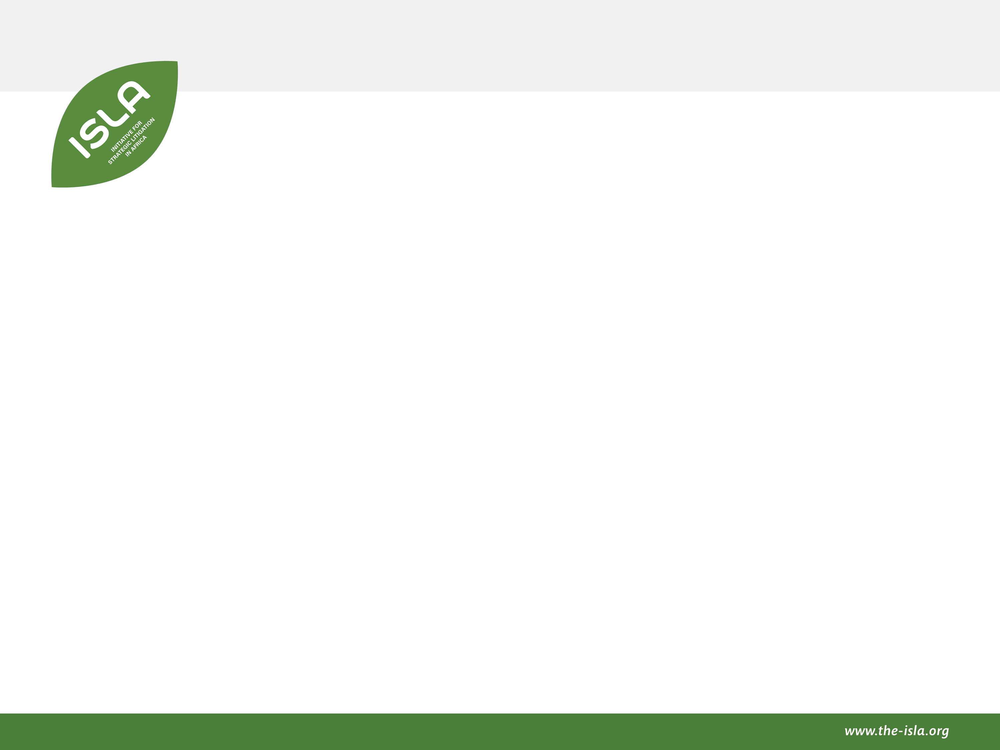 ISLA
INITIATIVE FOR
STRATEGIC LITIGATION
IN AFRICA
www.the-isla.org